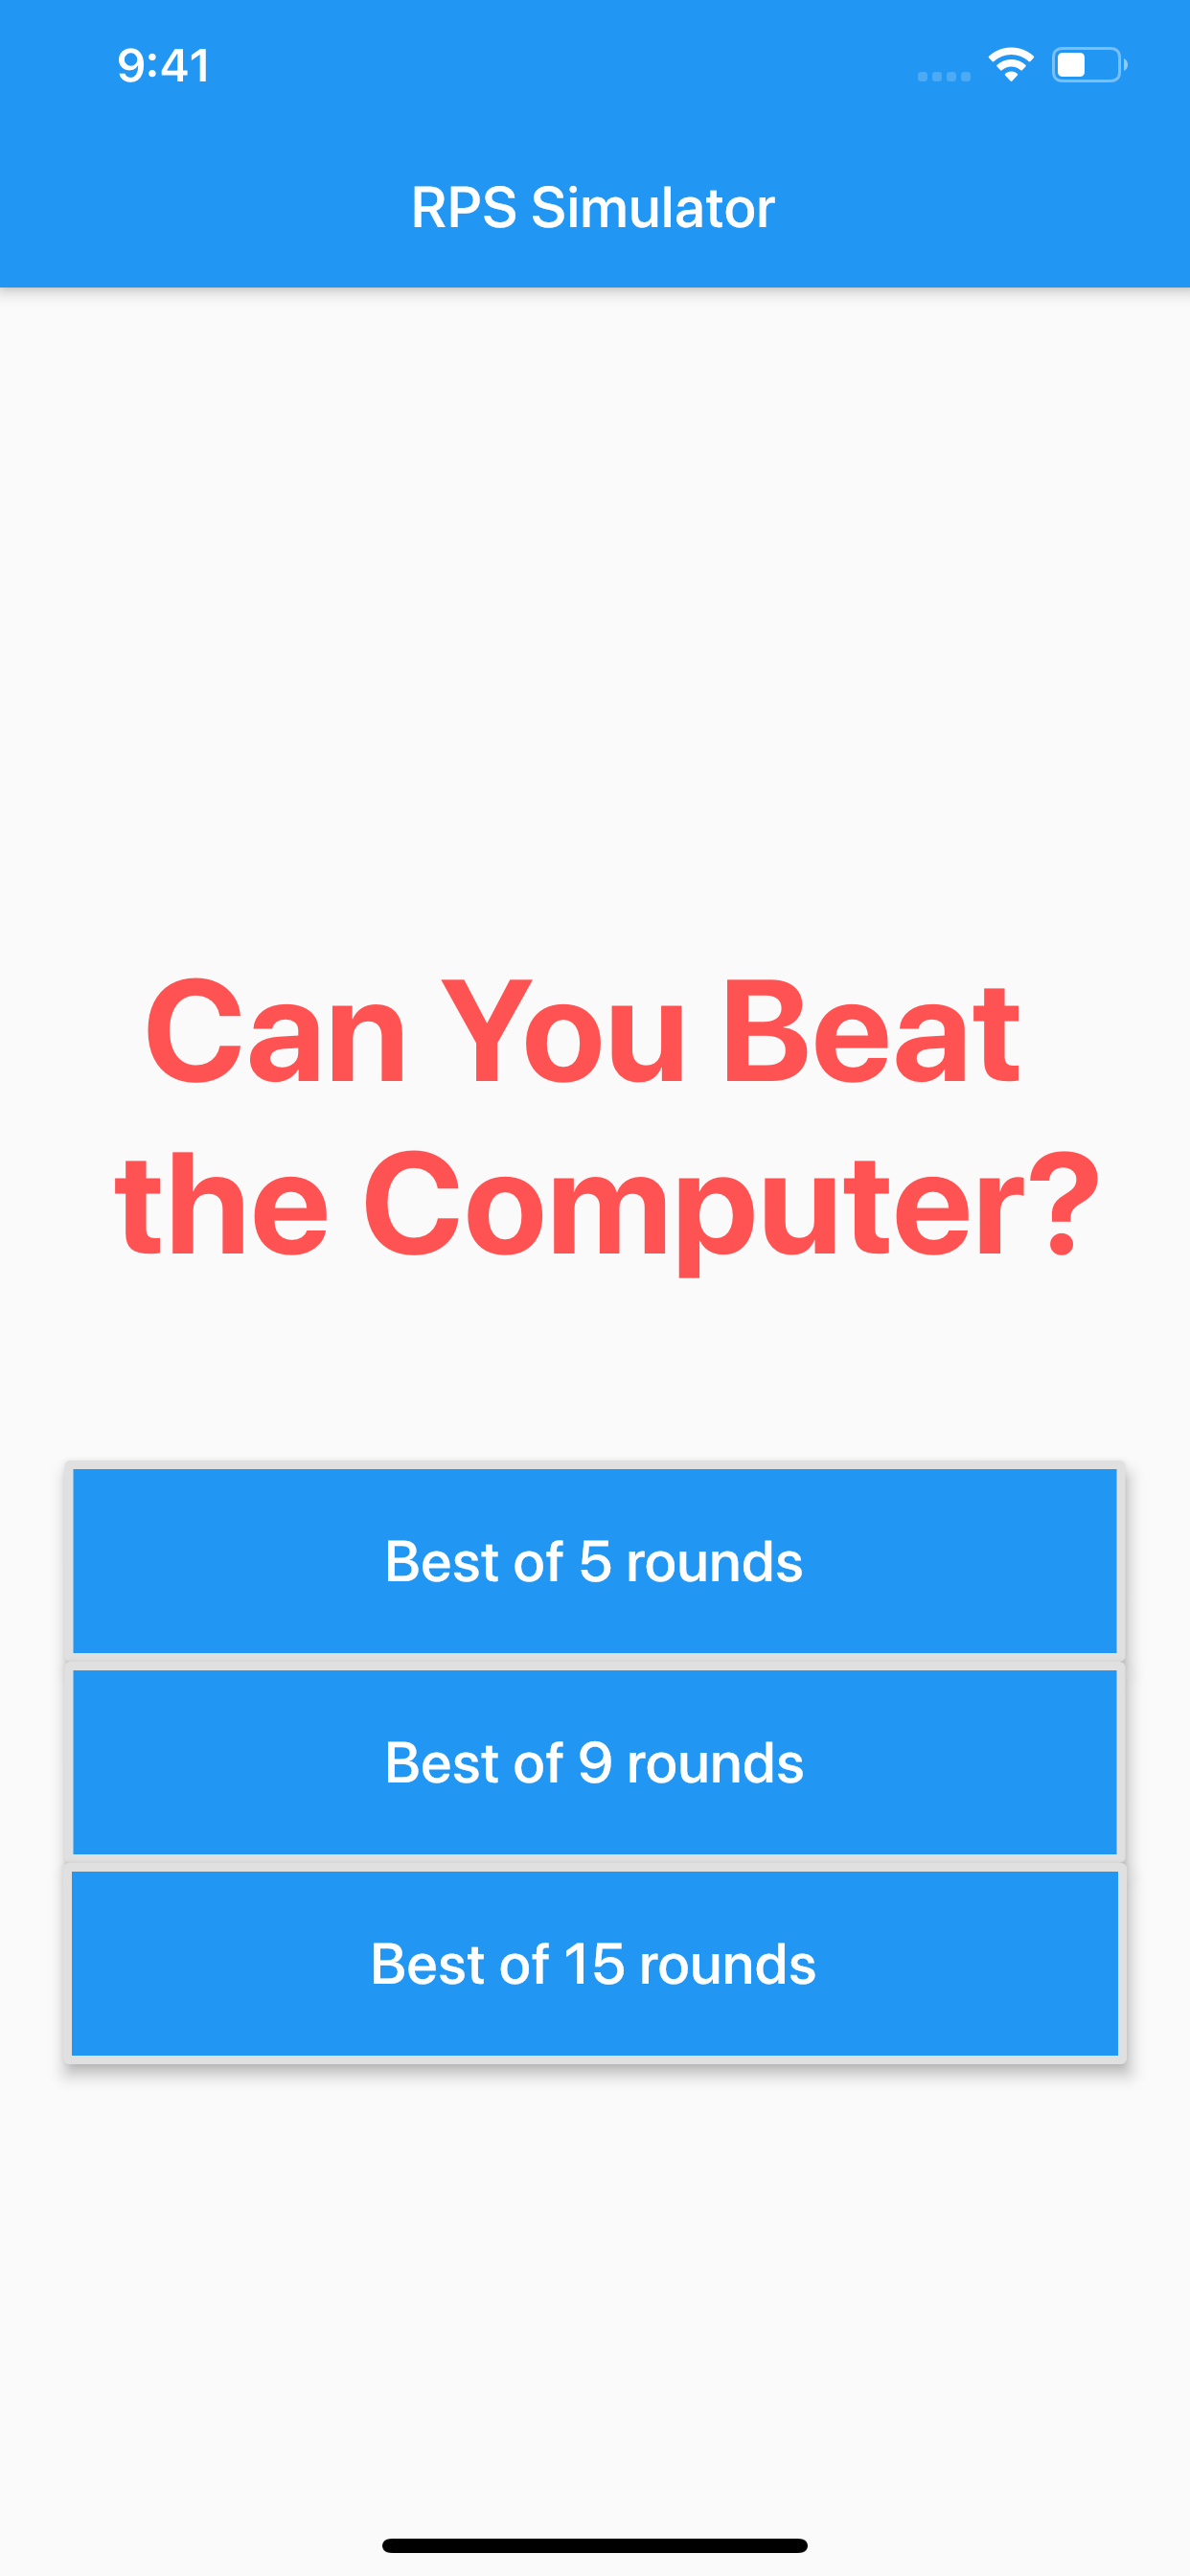 9:41
RPS Simulator
Can You Beat
the Computer?
Best of 5 rounds
Best of 9 rounds
Best of 15 rounds